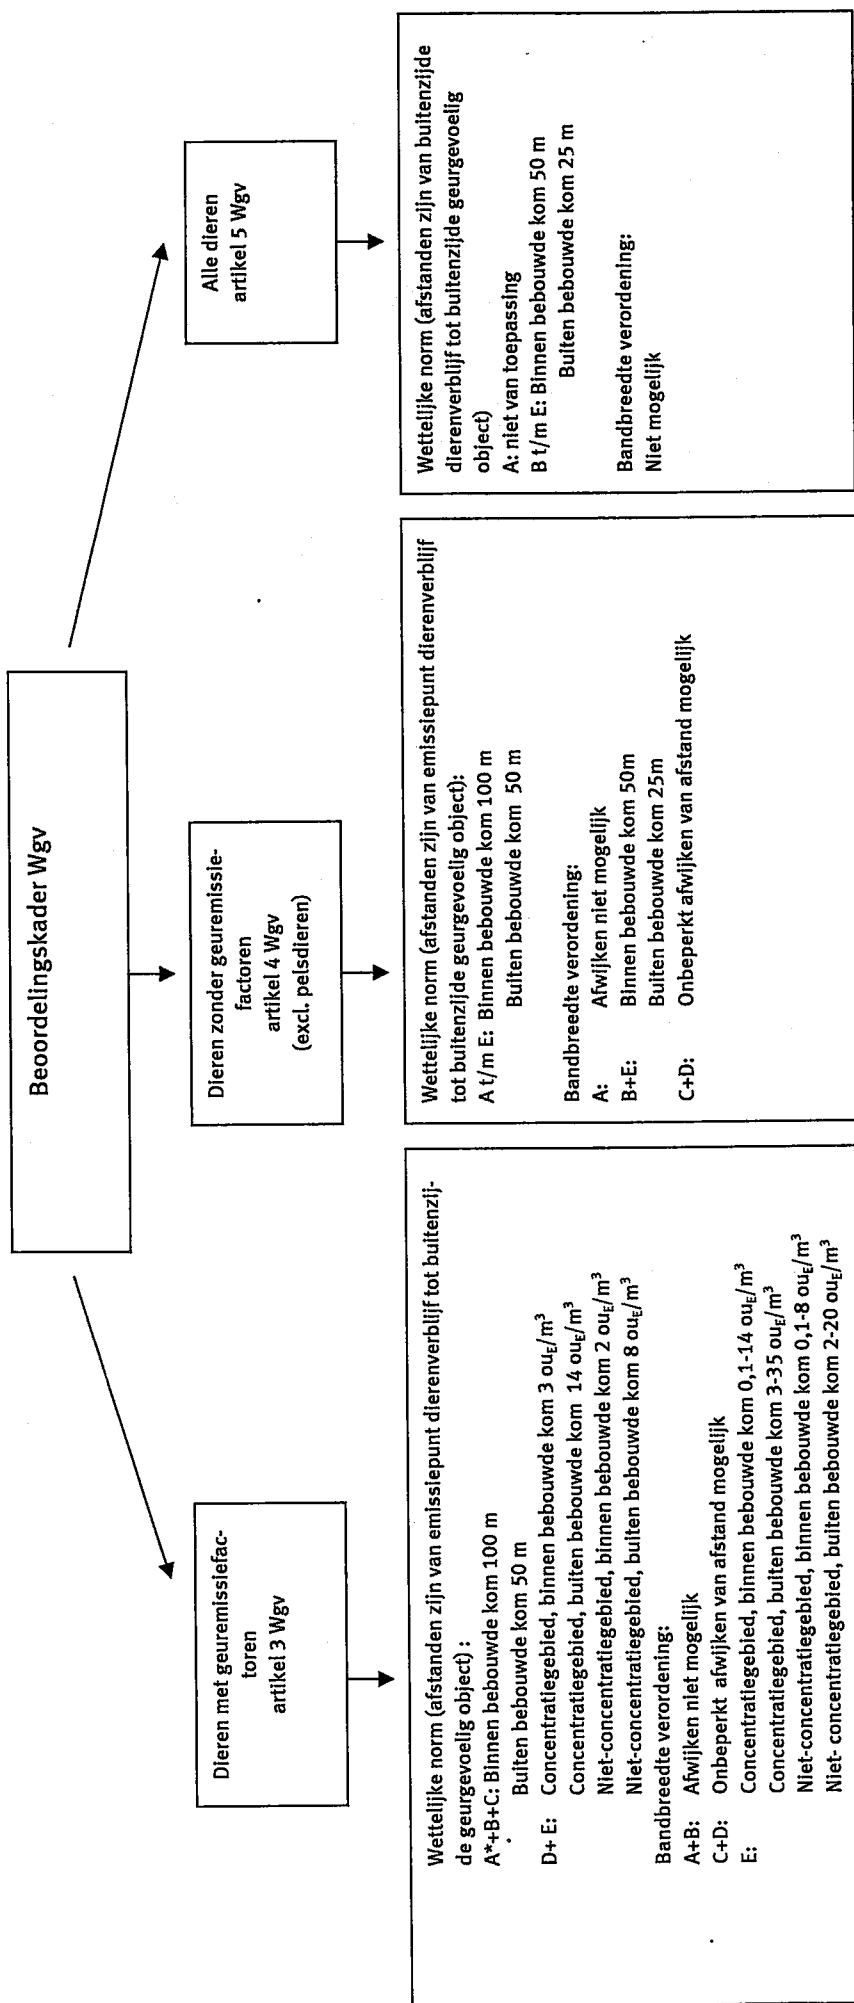 Beoordelingskader Wgv
Dieren met geuremissiefac-
toren
artikel 3 Wgv
Dieren zonder geuremissie-
factoren
artikel 4 Wgv
(excl. pelsdieren)
Alle dieren
artikel 5 Wgv
Wettelijke norm (afstanden zijn van emissiepunt dierenverblijf tot buitenzij-
de geurgevoelig object) :
A*+B+C: Binnen bebouwde kom 100 m
Buiten bebouwde kom 50 m
D+ E: Concentratiegebied, binnen bebouwde kom 3 ouE/m³
Concentratiegebied, buiten bebouwde kom 14 ouE/m³
Niet-concentratiegebied, binnen bebouwde kom 2 ouE/m³
Niet-concentratiegebied, buiten bebouwde kom 8 ouE/m³
Bandbreedte verordening:
A+B: Afwijken niet mogelijk
C+D: Onbeperkt afwijken van afstand mogelijk
E: Concentratiegebied, binnen bebouwde kom 0,1-14 ouE/m³
Concentratiegebied, buiten bebouwde kom 3-35 ouE/m³
Niet-concentratiegebied, binnen bebouwde kom 0,1-8 ouE/m³
Niet- concentratiegebied, buiten bebouwde kom 2-20 ouE/m³
Wettelijke norm (afstanden zijn van emissiepunt dierenverblijf
tot buitenzijde geurgevoelig object):
A t/m E: Binnen bebouwde kom 100 m
Buiten bebouwde kom 50 m
Bandbreedte verordening:
A: Afwijken niet mogelijk
B+E: Binnen bebouwde kom 50m
Buiten bebouwde kom 25m
C+D: Onbeperkt afwijken van afstand mogelijk
Wettelijke norm (afstanden zijn van buitenzijde
dierenverblijf tot buitenzijde geurgevoelig
object)
A: niet van toepassing
B t/m E: Binnen bebouwde kom 50 m
Buiten bebouwde kom 25 m
Bandbreedte verordening:
Niet mogelijk